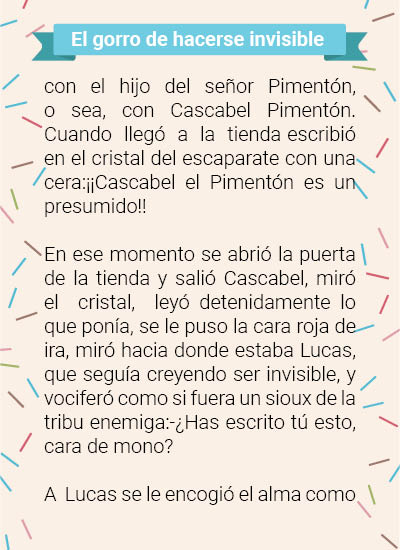 El gorro de hacerse invisible
con el hijo del señor Pimentón,
o sea, con Cascabel Pimentón.
Cuando llegó a la tienda escribió
en el cristal del escaparate con una
cera:¡¡Cascabel el Pimentón es un
presumido!!
En ese momento se abrió la puerta
de la tienda y salió Cascabel, miró
el cristal, leyó detenidamente lo
que ponía, se le puso la cara roja de
ira, miró hacia donde estaba Lucas,
que seguía creyendo ser invisible, y
vociferó como si fuera un sioux de la
tribu enemiga:-¿Has escrito tú esto,
cara de mono?
A Lucas se le encogió el alma como